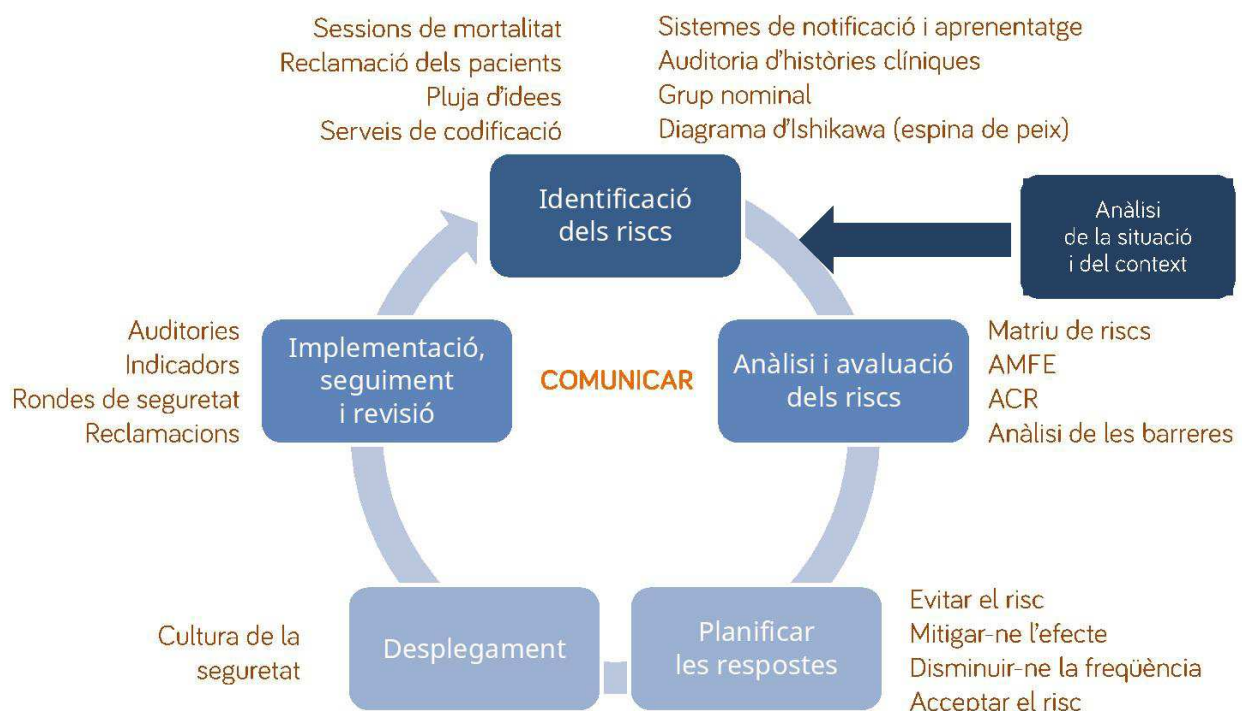 Sessions de mortalitat
Reclamació dels pacients
Pluja d'idees
Serveis de codificació
Sistemes de notificació i aprenentatge
Auditoria d'històries clíniques
Grup nominal
Diagrama d'Ishikawa (espina de peix)
Identificació
dels riscs
Anàlisi
de la situació
i del context
Auditories
Indicadors
Rondes de seguretat
Reclamacions
Implementació,
seguiment
i revisió
COMUNICAR
Anàlisi i avaluació
dels riscs
Matriu de riscs
AMFE
ACR
Anàlisi de les barreres
Cultura de la
seguretat
Desplegament
Planificar
les respostes
Evitar el risc
Mitigar-ne l'efecte
Disminuir-ne la freqüència
Acceptar el risc